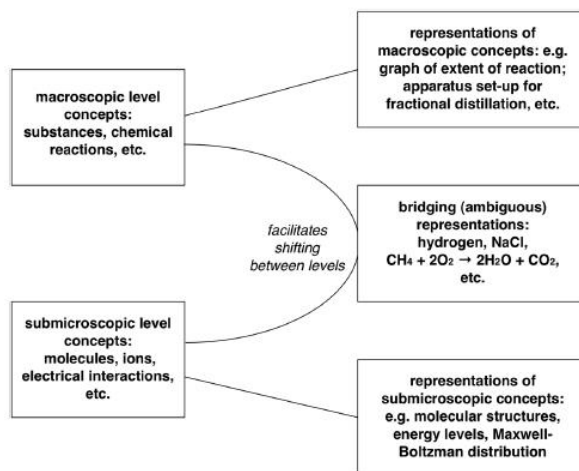 macroscopic level
concepts:
substances, chemical
reactions, etc.
representations of
macroscopic concepts: e.g.
graph of extent of reaction;
apparatus set-up for
fractional distillation, etc.
facilitates
shifting
between levels
bridging (ambiguous)
representations:
hydrogen, NaCl,
CH₄ + 2O₂ → 2H₂O + CO₂,
etc.
submicroscopic level
concepts:
molecules, ions,
electrical interactions,
etc.
representations of
submicroscopic concepts:
e.g. molecular structures,
energy levels, Maxwell-
Boltzman distribution